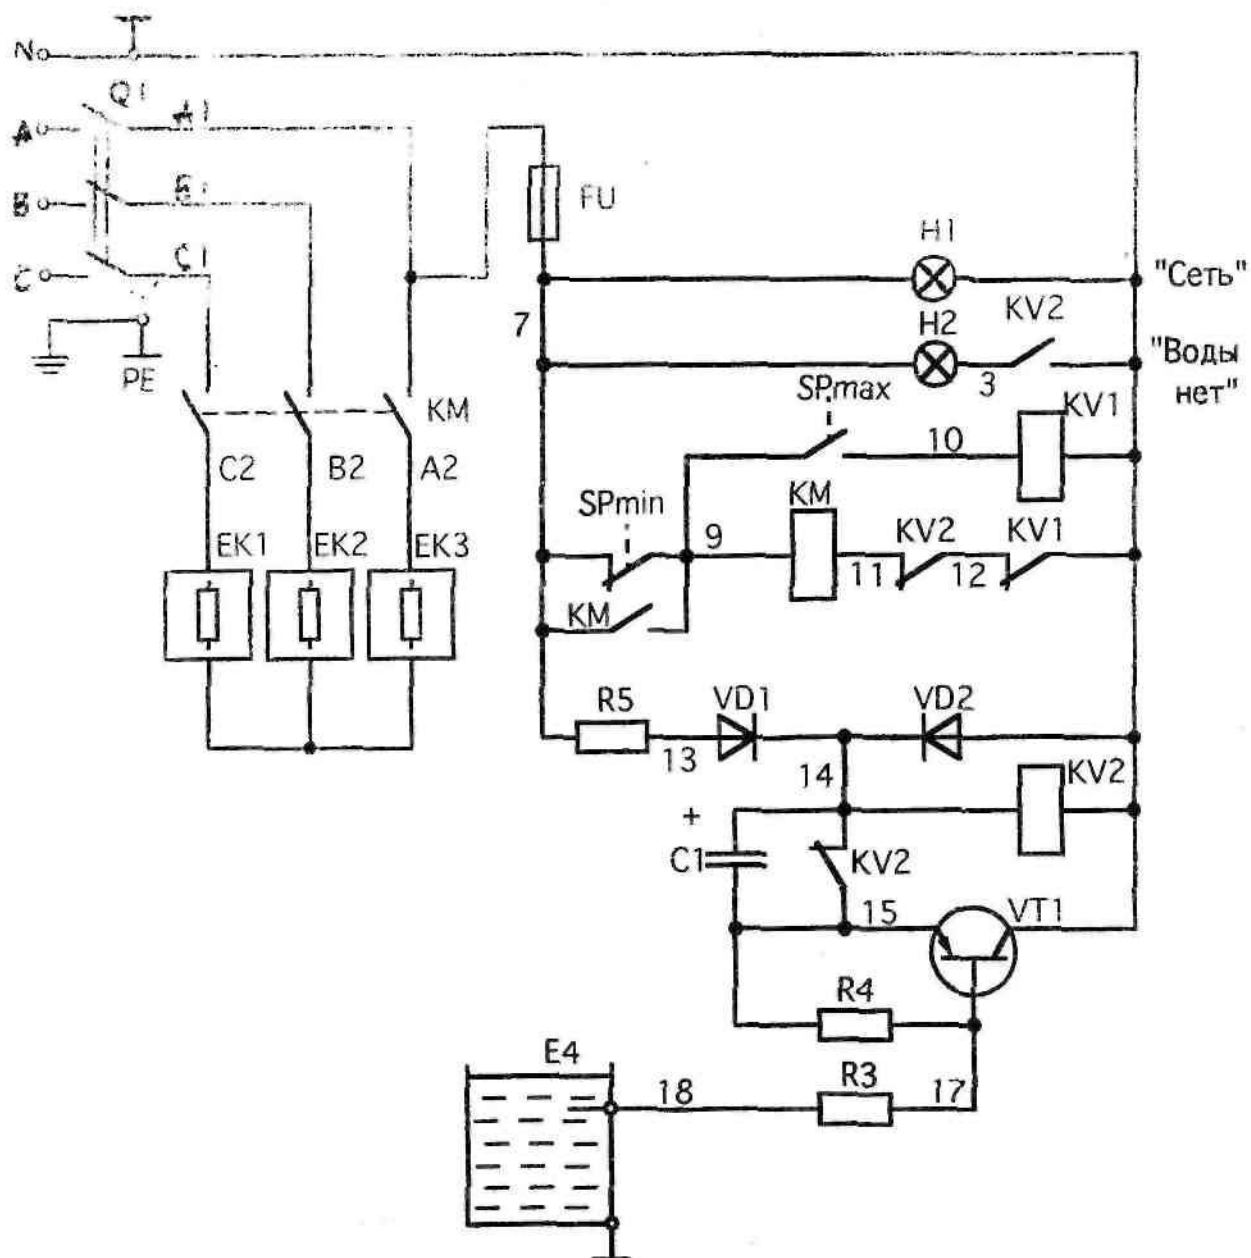 N
Q1
A1
A
B
C1
C
PE
FU
H1
"Сеть"
7
H2
KV2
"Воды
нет"
3
SPmax
KV1
10
KM
C2
B2
A2
SPmin
KM
9
KV2
KV1
11
12
EK1
EK2
EK3
KM
R5
VD1
VD2
13
14
KV2
+
C1
KV2
15
VT1
R4
E4
R3
18
17